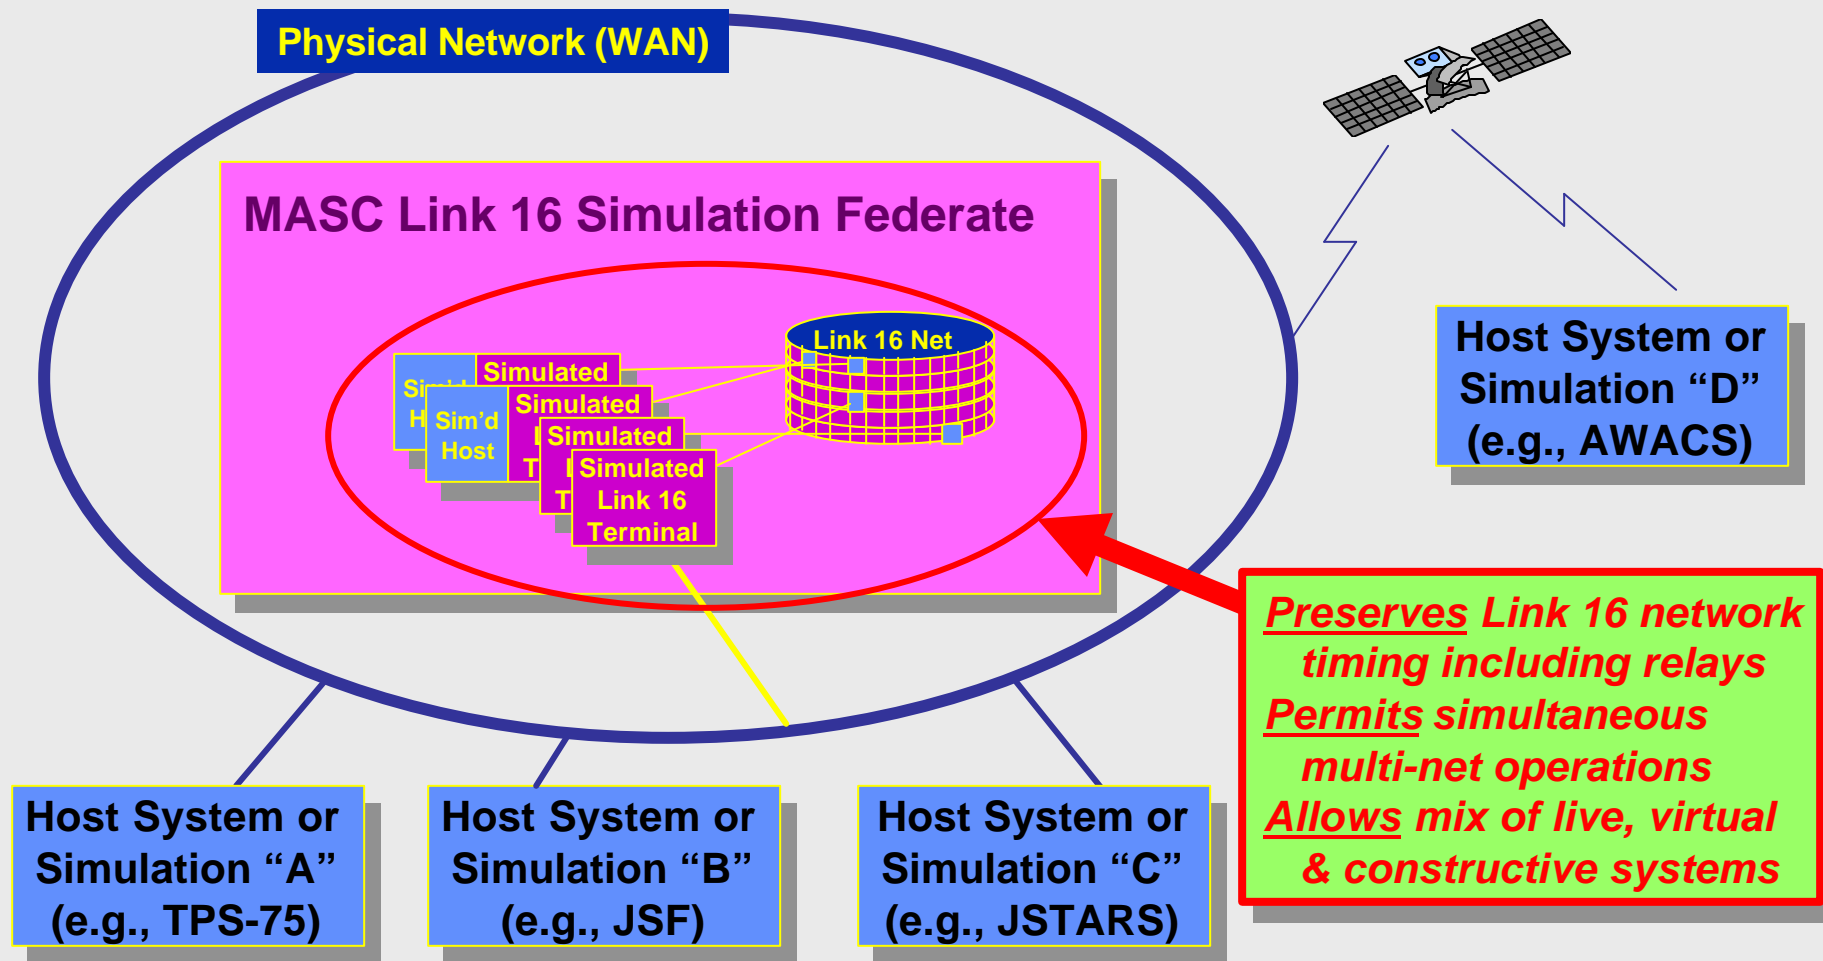 Physical Network (WAN)
MASC Link 16 Simulation Federate
Link 16 Net
Simulated
Simulated
Sim’d
Host
Simulated
Simulated
Link 16
Terminal
Host System or
Simulation “D”
(e.g., AWACS)
Preserves Link 16 network
timing including relays
Permits simultaneous
multi-net operations
Allows mix of live, virtual
& constructive systems
Host System or
Simulation “A”
(e.g., TPS-75)
Host System or
Simulation “B”
(e.g., JSF)
Host System or
Simulation “C”
(e.g., JSTARS)